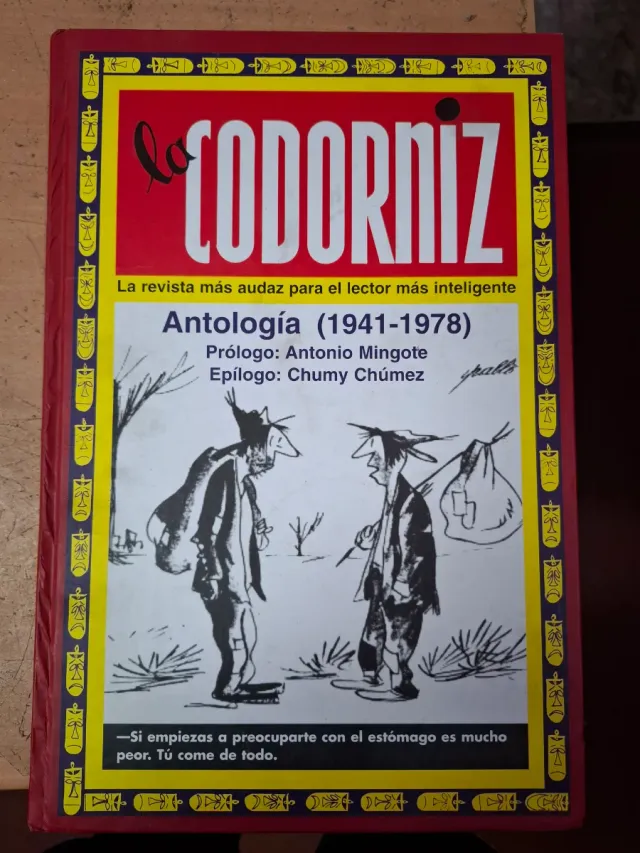 la CODORNIZ
La revista más audaz para el lector más inteligente
Antología (1941-1978)
Prólogo: Antonio Mingote
Epílogo: Chumy Chúmez
—Si empiezas a preocuparte con el estómago es mucho
peor. Tú come de todo.